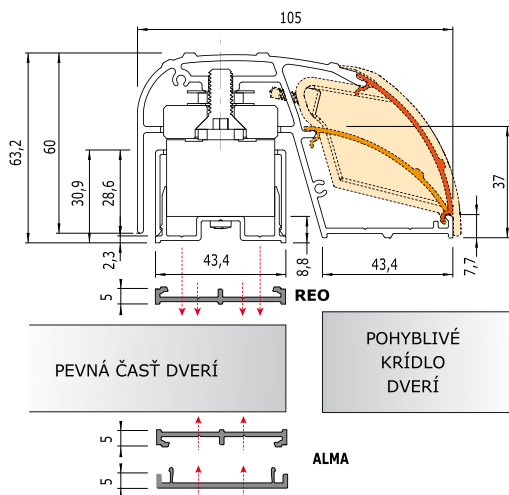 105
63,2
60
30,9
28,6
2,3
43,4
8,8
43,4
7,7
37
5
REO
PEVNÁ ČASŤ DVERÍ
POHYBLIVÉ
KRÍDLO
DVERÍ
5
ALMA
5